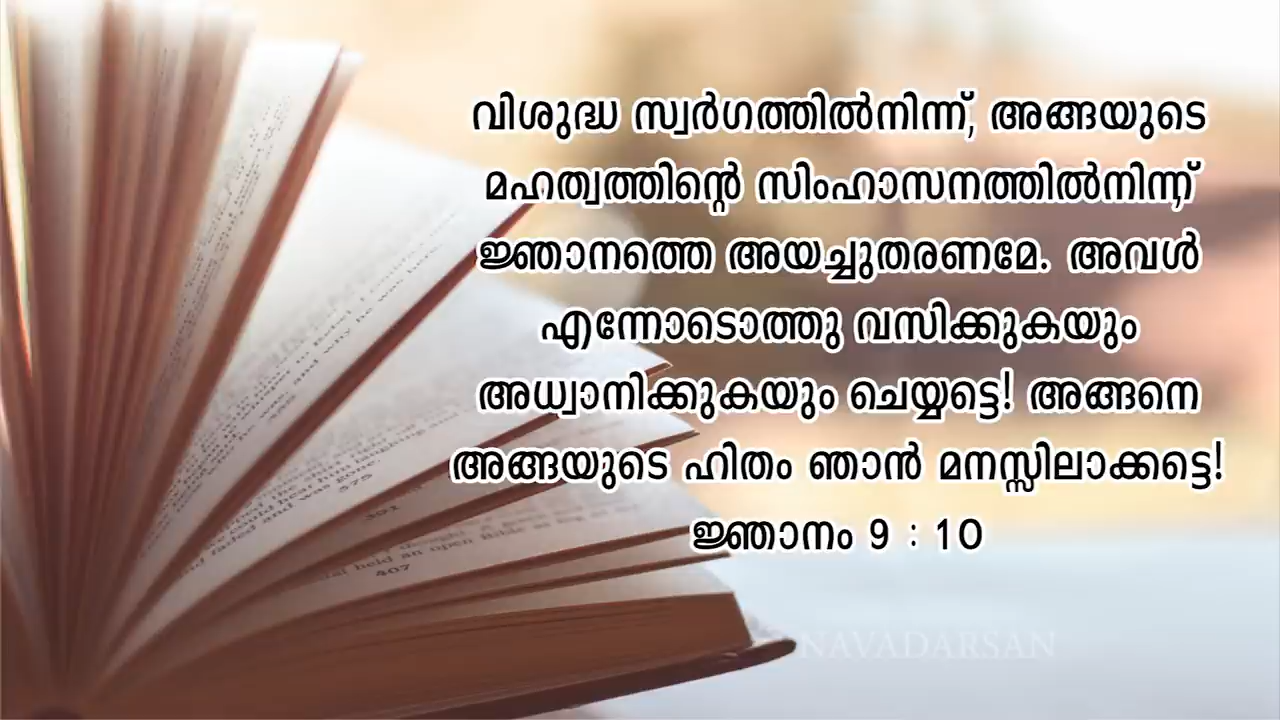 വിശുദ്ധ സ്വർഗത്തിൽനിന്ന്, അങ്ങയുടെ
മഹത്വത്തിന്റെ സിംഹാസനത്തിൽനിന്ന്,
ജ്ഞാനത്തെ അയച്ചുതരണമേ. അവൾ
എന്നോടൊത്തു വസിക്കുകയും
അധ്വാനിക്കുകയും ചെയ്യട്ടെ! അങ്ങനെ
അങ്ങയുടെ ഹിതം ഞാൻ മനസ്സിലാക്കട്ടെ!
ജ്ഞാനം 9 : 10
NAVADARSAN